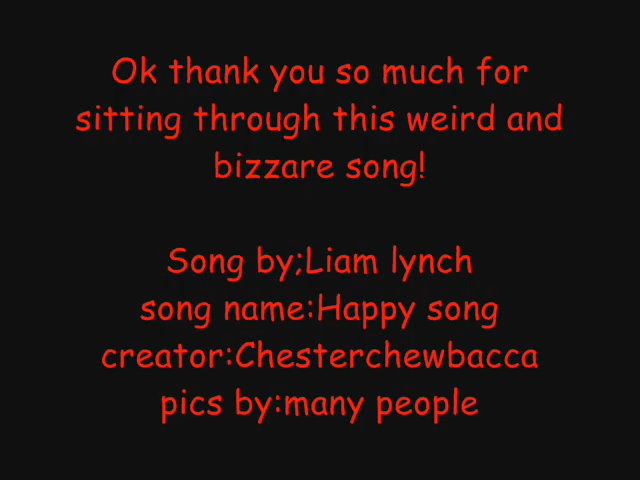 Ok thank you so much for
sitting through this weird and
bizzare song!
Song by;Liam lynch
song name:Happy song
creator:Chesterchewbacca
pics by:many people